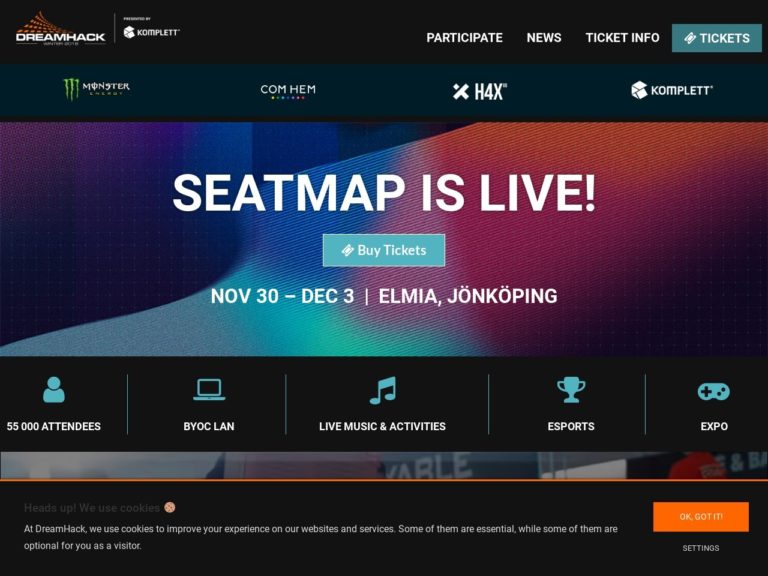 DREAMHACK
WINTER 2018
PRESENTED BY
KOMPLETT
PARTICIPATE
NEWS
TICKET INFO
TICKETS
MONSTER
ENERGY
COM HEM
H4X
KOMPLETT
SEATMAP IS LIVE!
Buy Tickets
NOV 30 – DEC 3 | ELMIA, JÖNKÖPING
55 000 ATTENDEES
BYOC LAN
LIVE MUSIC & ACTIVITIES
ESPORTS
EXPO
Heads up! We use cookies
At DreamHack, we use cookies to improve your experience on our websites and services. Some of them are essential, while some of them are
optional for you as a visitor.
OK, GOT IT!
SETTINGS